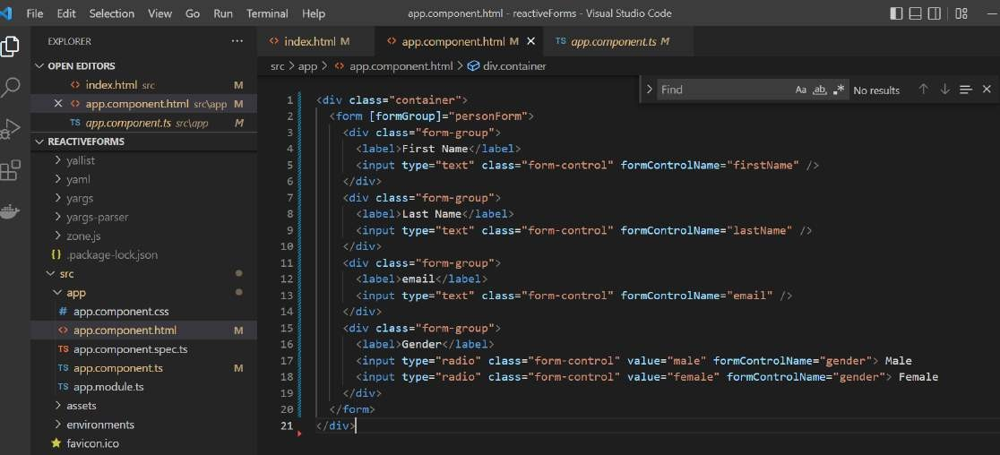 File Edit Selection View Go Run Terminal Help app.component.html - reactiveForms - Visual Studio Code
EXPLORER ...
OPEN EDITORS
index.html src M
app.component.html src\app M
TS app.component.ts src\app M
REACTIVEFORMS
yallist
yaml
yargs
yargs-parser
zone.js
{} .package-lock.json
src
app
# app.component.css
<> app.component.html M
TS app.component.spec.ts
TS app.component.ts M
TS app.module.ts
assets
environments
favicon.ico
<> index.html M <> app.component.html M TS app.component.ts M
src > app > <> app.component.html > div.container
Find Aa ab .* No results
1 <div class="container">
2 <form [formGroup]="personForm">
3 <div class="form-group">
4 <label>First Name</label>
5 <input type="text" class="form-control" formControlName="firstName" />
6 </div>
7 <div class="form-group">
8 <label>Last Name</label>
9 <input type="text" class="form-control" formControlName="lastName" />
10 </div>
11 <div class="form-group">
12 <label>email</label>
13 <input type="text" class="form-control" formControlName="email" />
14 </div>
15 <div class="form-group">
16 <label>Gender</label>
17 <input type="radio" class="form-control" value="male" formControlName="gender"> Male
18 <input type="radio" class="form-control" value="female" formControlName="gender"> Female
19 </div>
20 </form>
21 </div>